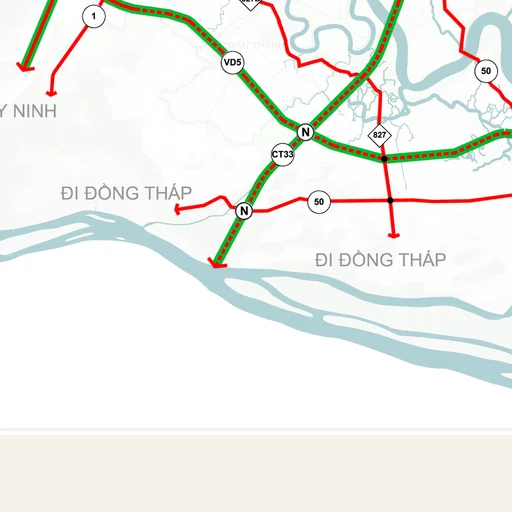 1
VD5
50
Y NINH
N
827
CT33
ĐI ĐỒNG THÁP
50
N
ĐI ĐỒNG THÁP